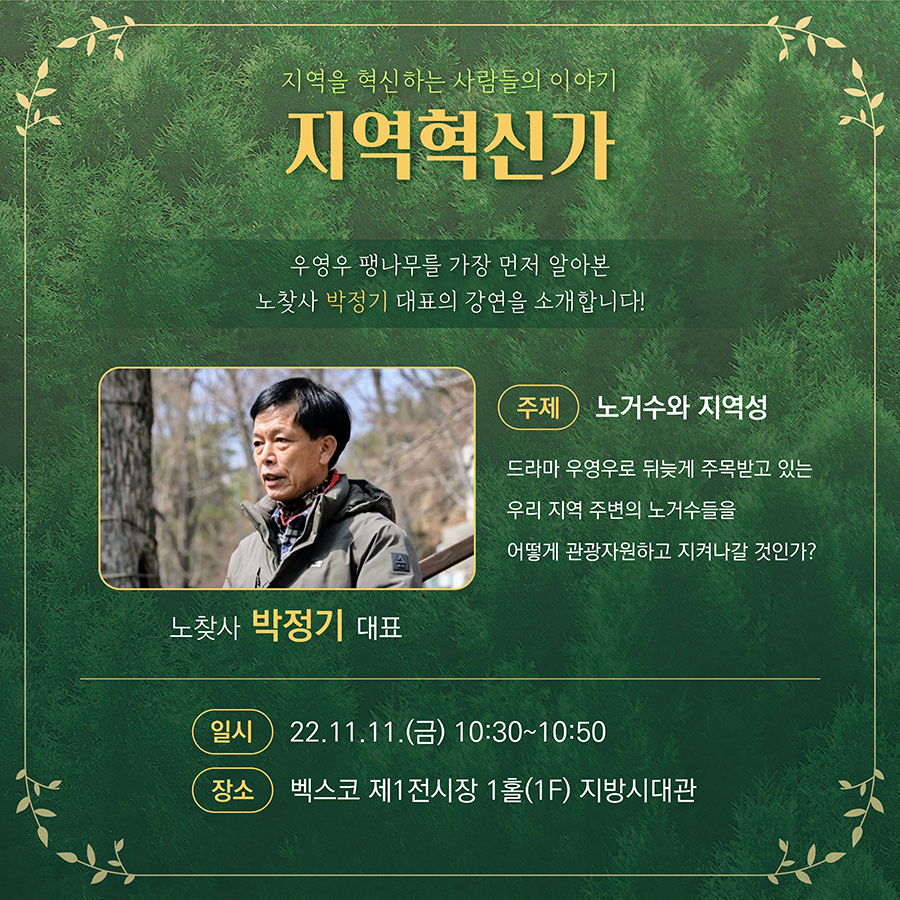 지역을 혁신하는 사람들의 이야기
지역혁신가
우영우 팽나무를 가장 먼저 알아본
노찾사 박정기 대표의 강연을 소개합니다!
주제 노거수와 지역성
드라마 우영우로 뒤늦게 주목받고 있는
우리 지역 주변의 노거수들을
어떻게 관광자원하고 지켜나갈 것인가?
노찾사 박정기 대표
일시 22.11.11.(금) 10:30~10:50
장소 벡스코 제1전시장 1홀(1F) 지방시대관